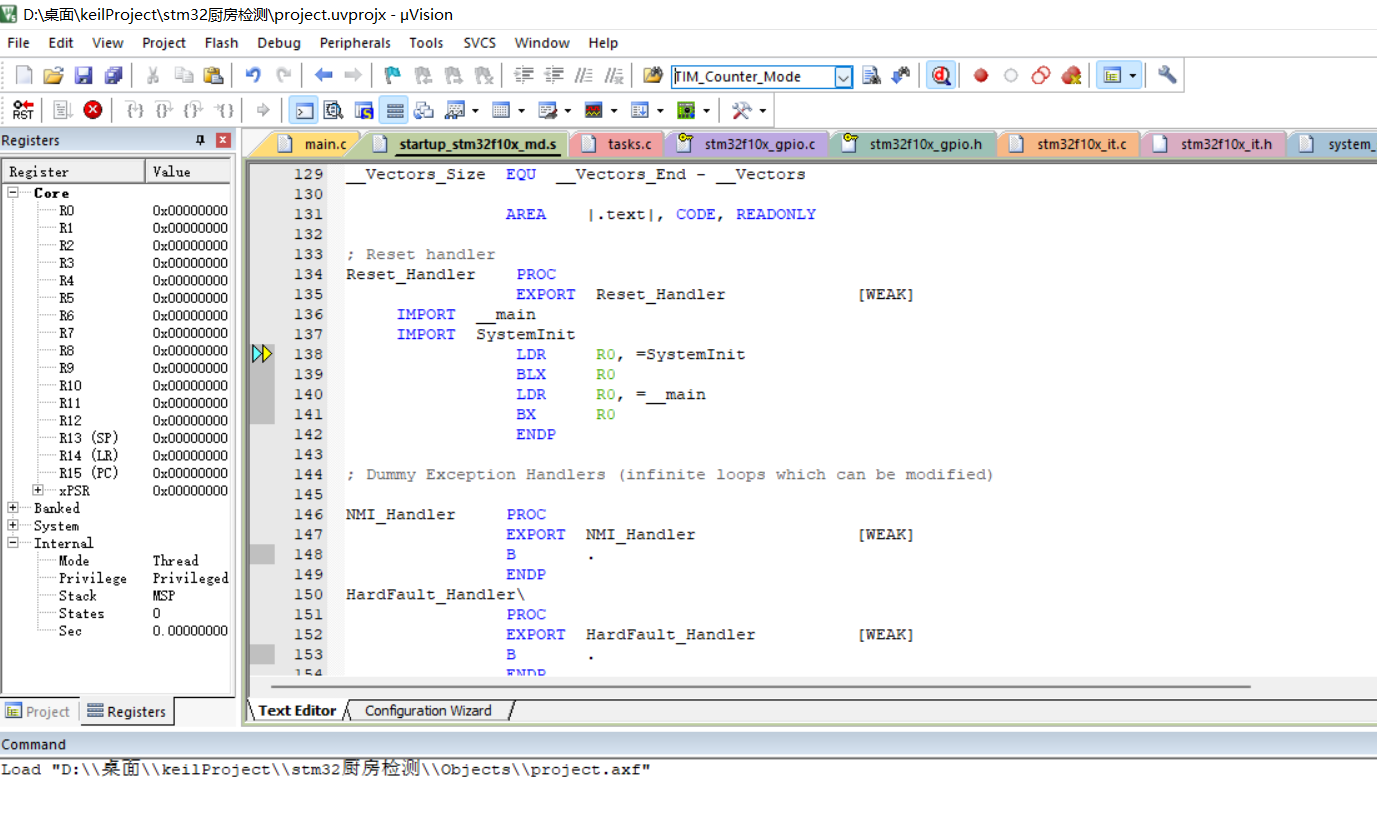 D:\桌面\keilProject\stm32厨房检测\project.uvprojx - µVision
File Edit View Project Flash Debug Peripherals Tools SVCS Window Help
TIM_Counter_Mode
RST
Registers
main.c startup_stm32f10x_md.s tasks.c stm32f10x_gpio.c stm32f10x_gpio.h stm32f10x_it.c stm32f10x_it.h system_
Register Value
Core
R0 0x00000000
R1 0x00000000
R2 0x00000000
R3 0x00000000
R4 0x00000000
R5 0x00000000
R6 0x00000000
R7 0x00000000
R8 0x00000000
R9 0x00000000
R10 0x00000000
R11 0x00000000
R12 0x00000000
R13 (SP) 0x00000000
R14 (LR) 0x00000000
R15 (PC) 0x00000000
xPSR 0x00000000
Banked
System
Internal
Mode Thread
Privilege Privileged
Stack MSP
States 0
Sec 0.00000000
Project Registers
129 __Vectors_Size EQU __Vectors_End - __Vectors
130
131 AREA |.text|, CODE, READONLY
132
133 ; Reset handler
134 Reset_Handler PROC
135 EXPORT Reset_Handler [WEAK]
136 IMPORT __main
137 IMPORT SystemInit
138 LDR R0, =SystemInit
139 BLX R0
140 LDR R0, =__main
141 BX R0
142 ENDP
143
144 ; Dummy Exception Handlers (infinite loops which can be modified)
145
146 NMI_Handler PROC
147 EXPORT NMI_Handler [WEAK]
148 B .
149 ENDP
150 HardFault_Handler\
151 PROC
152 EXPORT HardFault_Handler [WEAK]
153 B .
154 ENDP
Text Editor Configuration Wizard
Command
Load "D:\\桌面\\keilProject\\stm32厨房检测\\Objects\\project.axf"